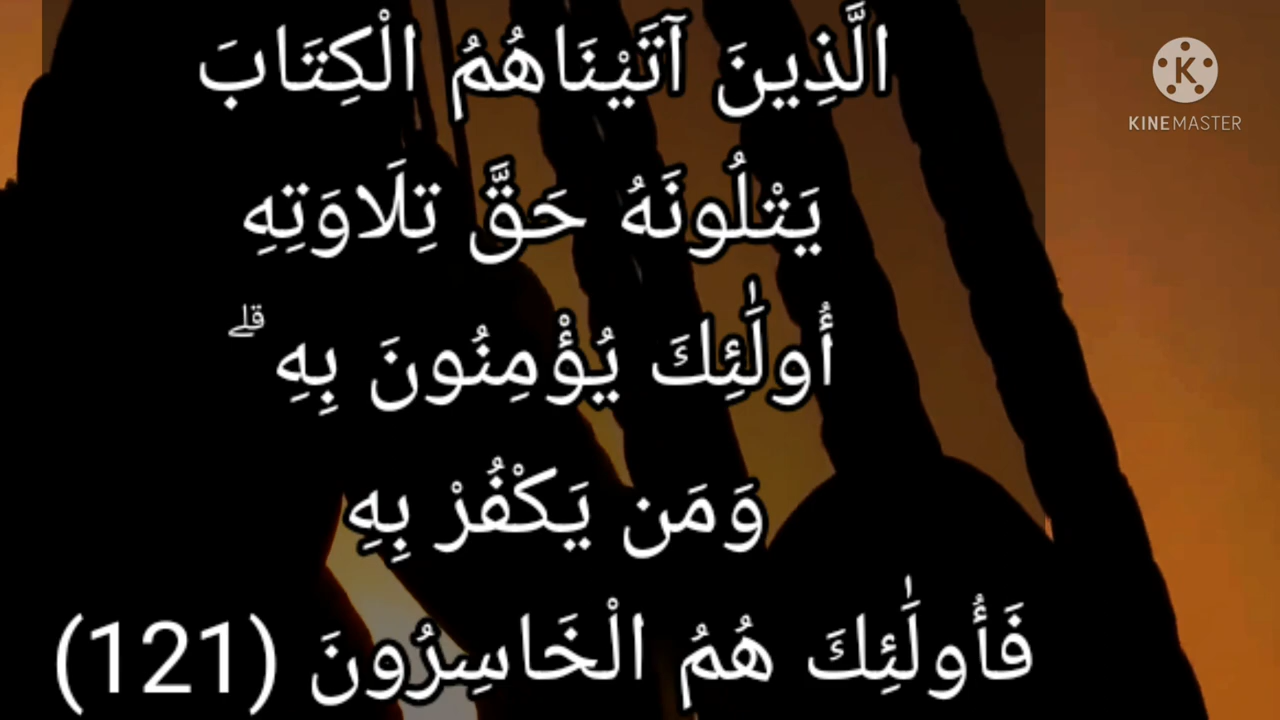 الَّذِينَ آتَيْنَاهُمُ الْكِتَابَ
يَتْلُونَهُ حَقَّ تِلَاوَتِهِ
أُولَٰئِكَ يُؤْمِنُونَ بِهِ ۗ
وَمَن يَكْفُرْ بِهِ
فَأُولَٰئِكَ هُمُ الْخَاسِرُونَ (121)
K
KINEMASTER